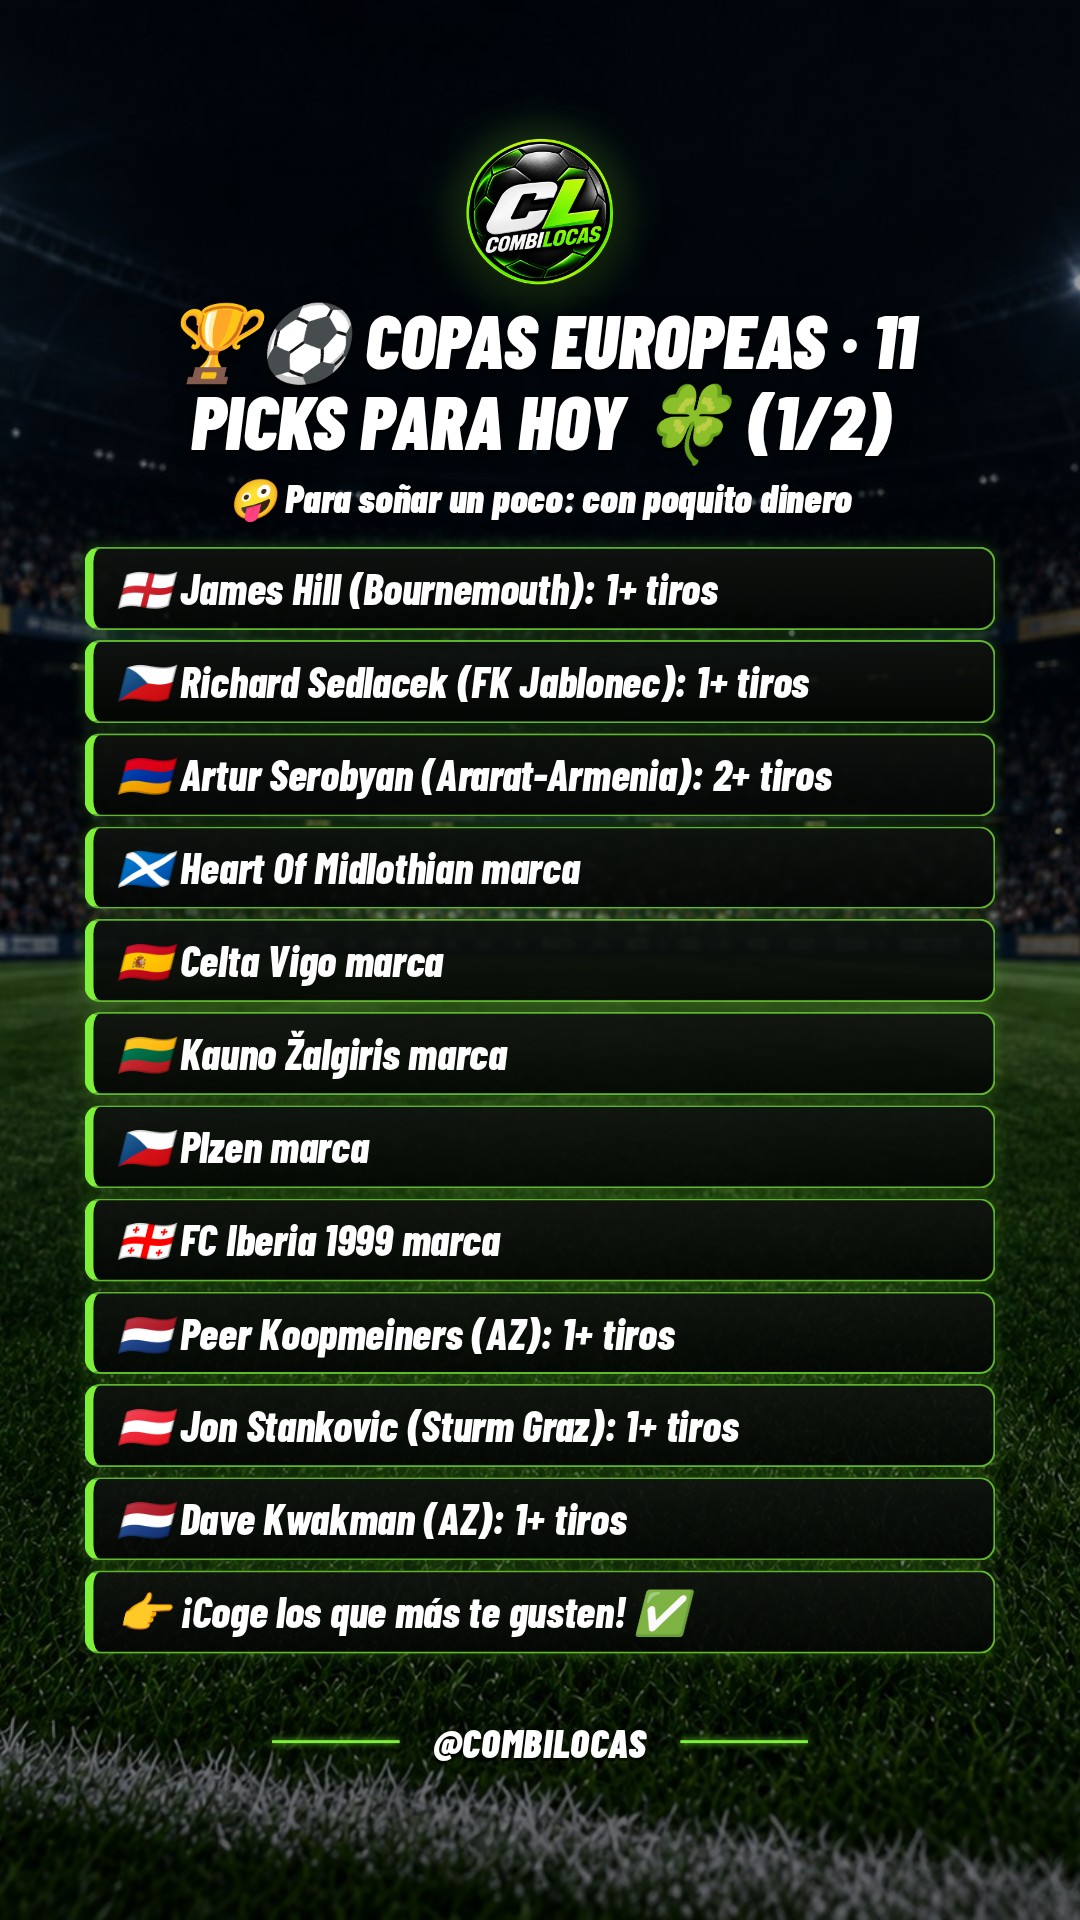 CL
COMBILOCAS
🏆⚽ COPAS EUROPEAS · 11
PICKS PARA HOY 🍀 (1/2)
🤪 Para soñar un poco: con poquito dinero
🏴󠁧󠁢󠁥󠁮󠁧󠁿 James Hill (Bournemouth): 1+ tiros
🇨🇿 Richard Sedlacek (FK Jablonec): 1+ tiros
🇦🇲 Artur Serobyan (Ararat-Armenia): 2+ tiros
🏴󠁧󠁢󠁳󠁣󠁴󠁿 Heart Of Midlothian marca
🇪🇸 Celta Vigo marca
🇱🇹 Kauno Žalgiris marca
🇨🇿 Plzen marca
🇬🇪 FC Iberia 1999 marca
🇳🇱 Peer Koopmeiners (AZ): 1+ tiros
🇦🇹 Jon Stankovic (Sturm Graz): 1+ tiros
🇳🇱 Dave Kwakman (AZ): 1+ tiros
👉 ¡Coge los que más te gusten! ✅
@COMBILOCAS